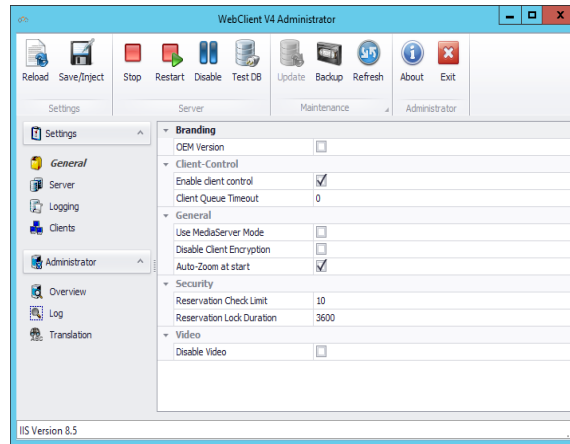 WebClient V4 Administrator
Reload Save/Inject Stop Restart Disable Test DB Update Backup Refresh About Exit
Settings Server Maintenance Administrator
Settings
General
Server
Logging
Clients
Administrator
Overview
Log
Translation
Branding
OEM Version
Client-Control
Enable client control
Client Queue Timeout 0
General
Use MediaServer Mode
Disable Client Encryption
Auto-Zoom at start
Security
Reservation Check Limit 10
Reservation Lock Duration 3600
Video
Disable Video
IIS Version 8.5